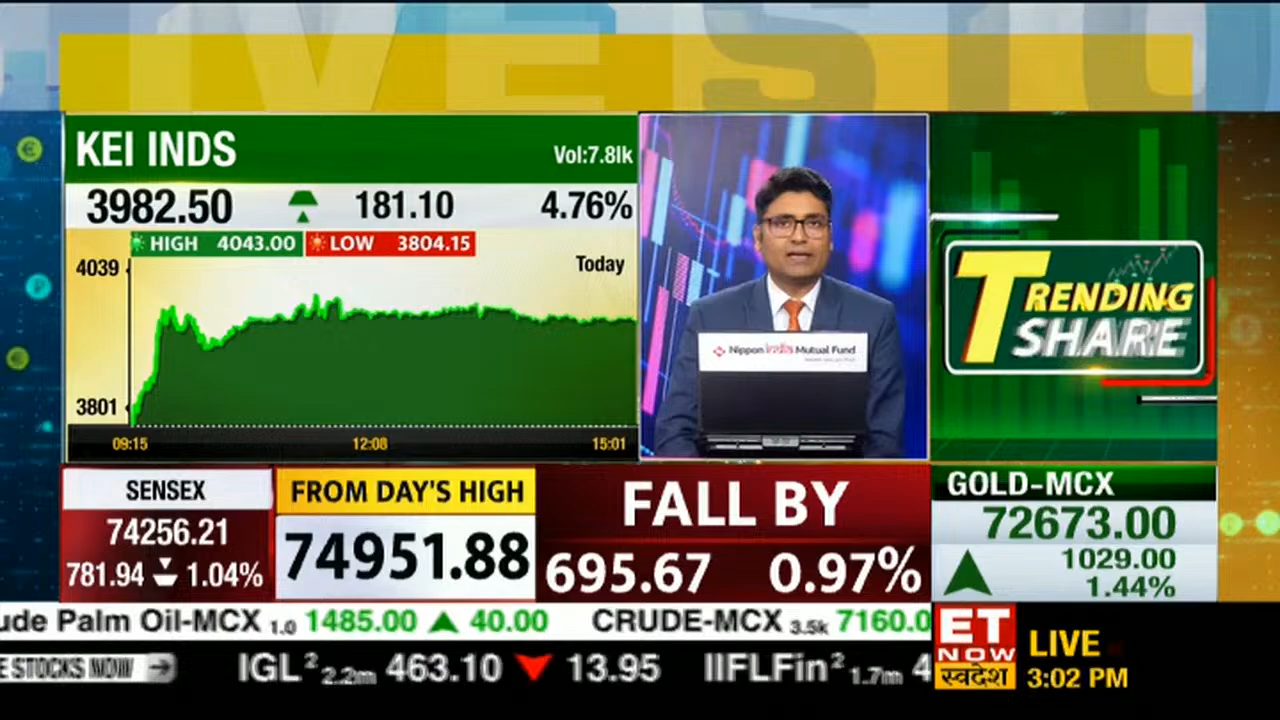 KEI INDS
Vol:7.8lk
3982.50 181.10 4.76%
HIGH 4043.00 LOW 3804.15
4039
Today
3801
09:15 12:08 15:01
Nippon india Mutual Fund
TRENDING
SHARE
SENSEX
74256.21
781.94 1.04%
FROM DAY'S HIGH
74951.88
FALL BY
695.67 0.97%
GOLD-MCX
72673.00
1029.00
1.44%
ude Palm Oil-MCX 1.0 1485.00 40.00 CRUDE-MCX 3.5k 7160.0
E STOCKS NOW IGL² 2.2m 463.10 13.95 IIFLFin² 1.7m 4
ET
NOW
स्वदेश
LIVE
3:02 PM